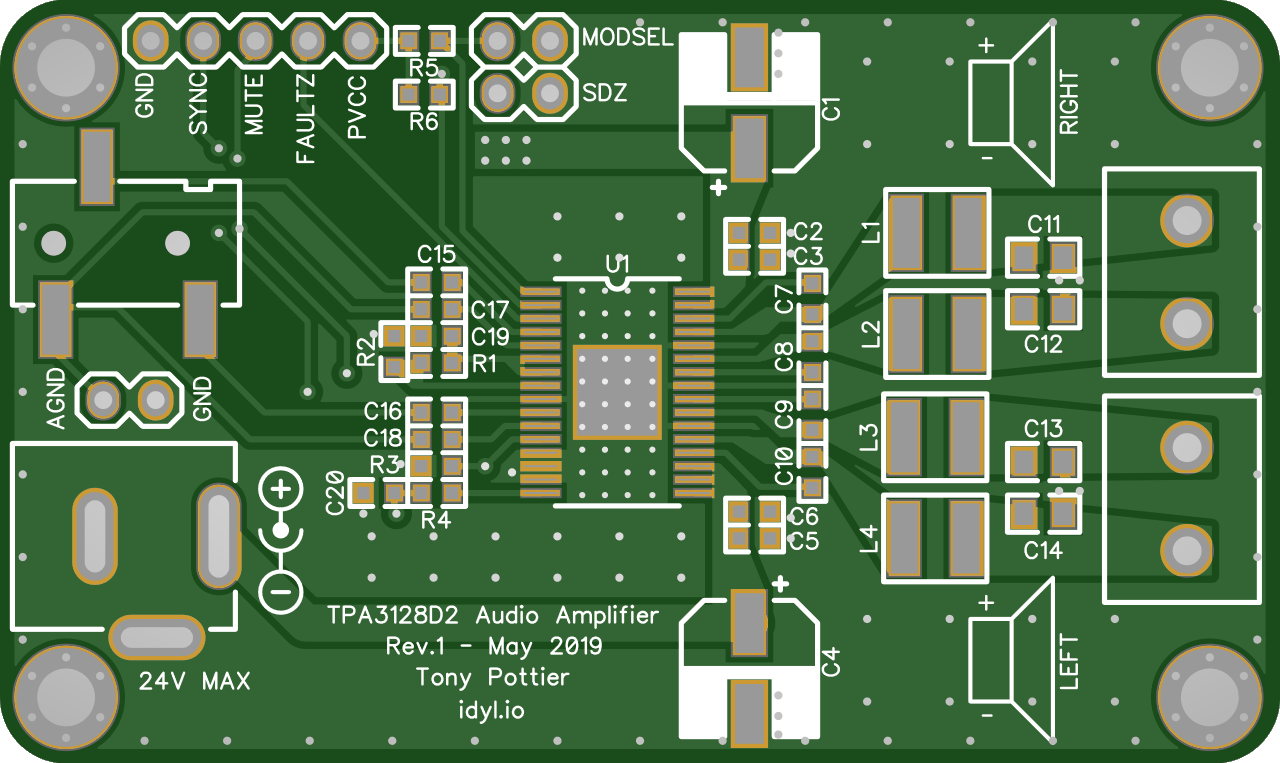 GND
SYNC
MUTE
FAULTZ
PVCC
R5
R6
MODSEL
SDZ
C1
+
+
-
RIGHT
C2
C3
L1
C11
C15
U1
C17
C19
R2
R1
C7
C8
L2
C12
AGND
GND
C16
C18
R3
C20
R4
C9
C10
L3
C13
C6
C5
L4
C14
+
-
+
TPA3128D2 Audio Amplifier
Rev.1 - May 2019
Tony Pottier
idyl.io
24V MAX
C4
+
-
LEFT